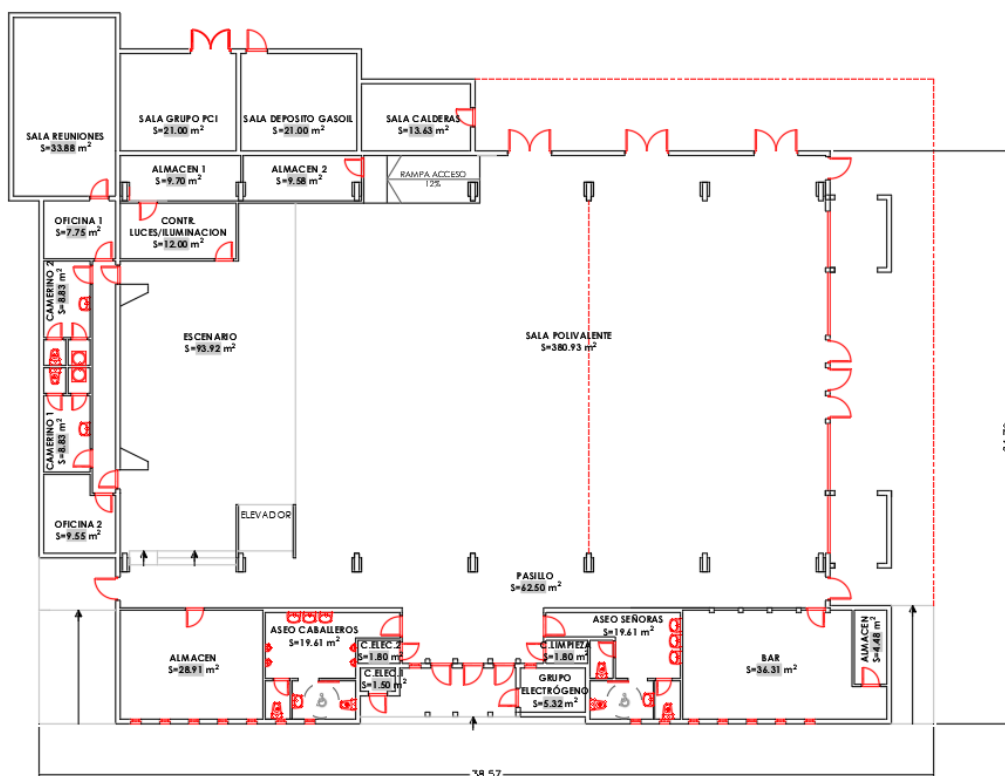 SALA REUNIONES
S=33.88 m²
SALA GRUPO PCI
S=21.00 m²
SALA DEPOSITO GASOIL
S=21.00 m²
SALA CALDERAS
S=13.63 m²
ALMACEN 1
S=9.70 m²
ALMACEN 2
S=9.58 m²
RAMPA ACCESO
12%
OFICINA 1
S=7.75 m²
CONTR.
LUCES/ILUMINACION
S=12.00 m²
CAMERINO 2
S=8.83 m²
ESCENARIO
S=93.92 m²
SALA POLIVALENTE
S=380.93 m²
CAMERINO 1
S=8.83 m²
OFICINA 2
S=9.55 m²
ELEVADOR
PASILLO
S=62.50 m²
ALMACEN
S=28.91 m²
ASEO CABALLEROS
S=19.61 m²
C.ELEC.2
S=1.80 m²
C.ELEC.1
S=1.50 m²
C.LIMPIEZA
S=1.80 m²
GRUPO
ELECTRÓGENO
S=5.32 m²
ASEO SEÑORAS
S=19.61 m²
BAR
S=36.31 m²
ALMACEN
S=4.48 m²
38.57